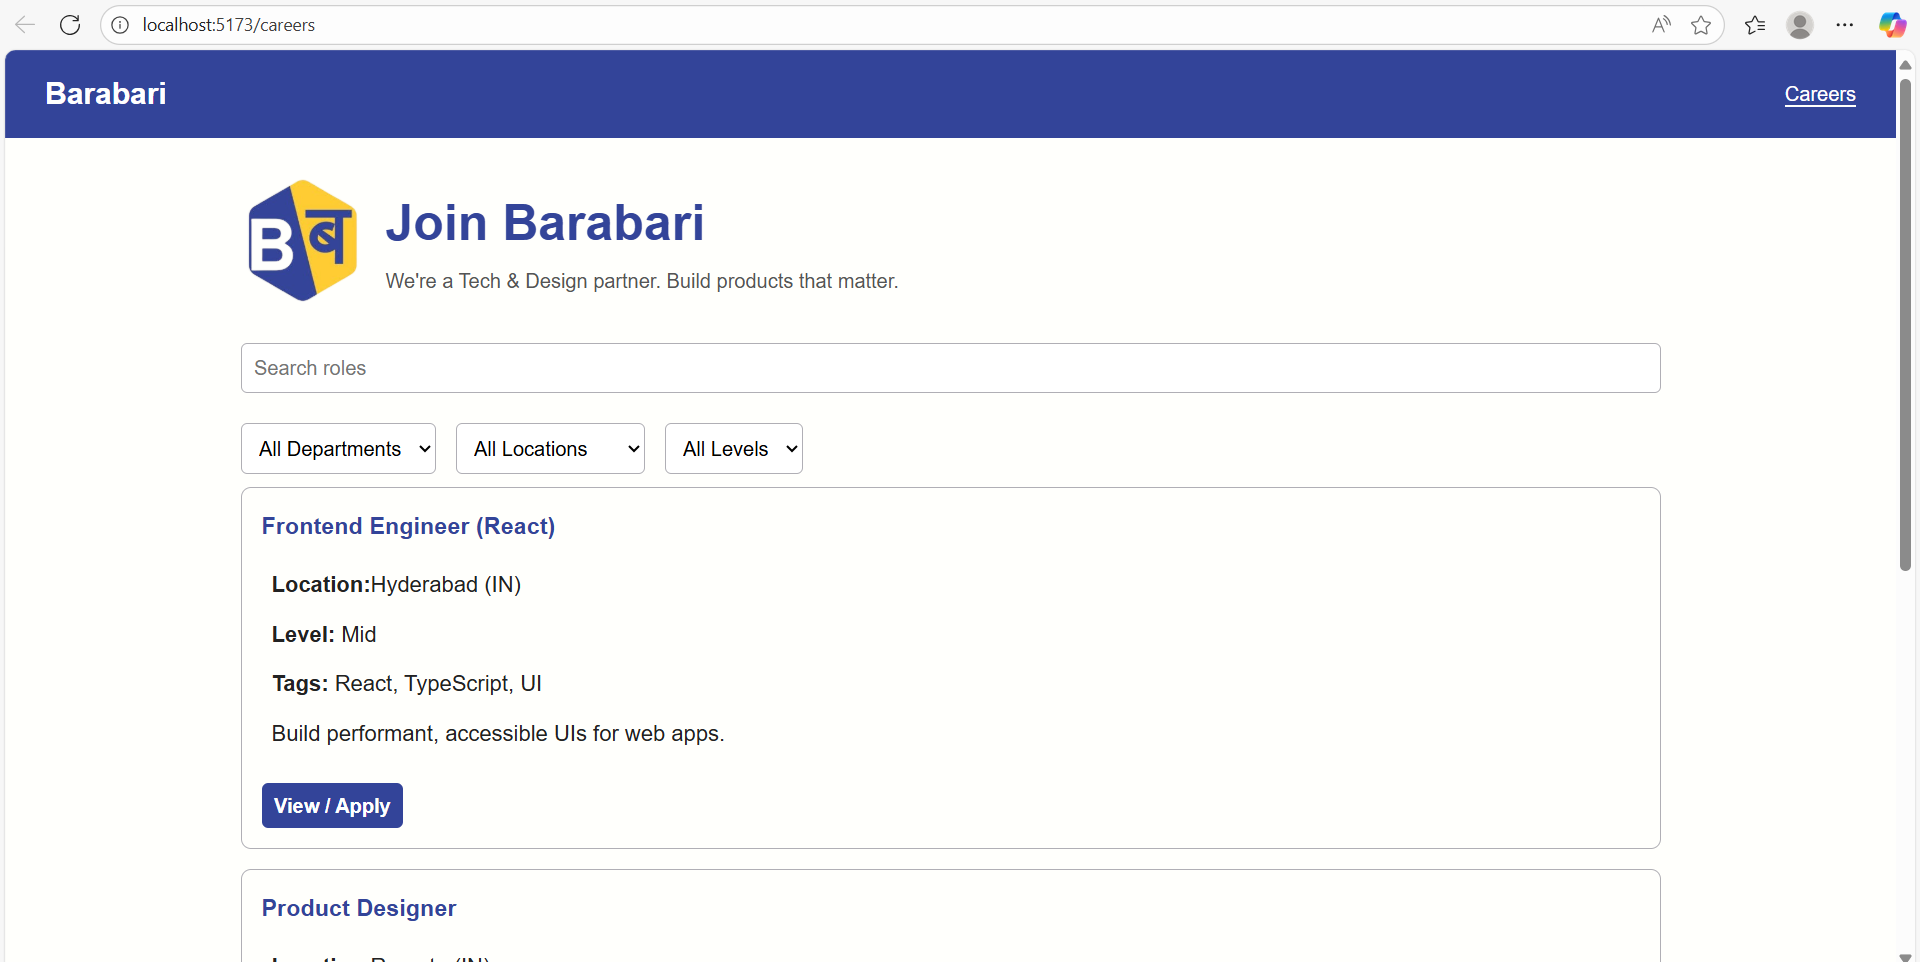 localhost:5173/careers
Barabari
Careers
B ब
Join Barabari
We're a Tech & Design partner. Build products that matter.
Search roles
All Departments All Locations All Levels
Frontend Engineer (React)
Location:Hyderabad (IN)
Level: Mid
Tags: React, TypeScript, UI
Build performant, accessible UIs for web apps.
View / Apply
Product Designer